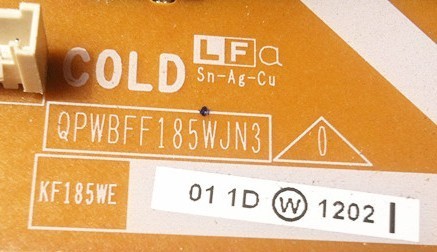 COLD LFa
Sn-Ag-Cu
QPWBFF185WJN3 0
KF185WE 01 1D W 1202